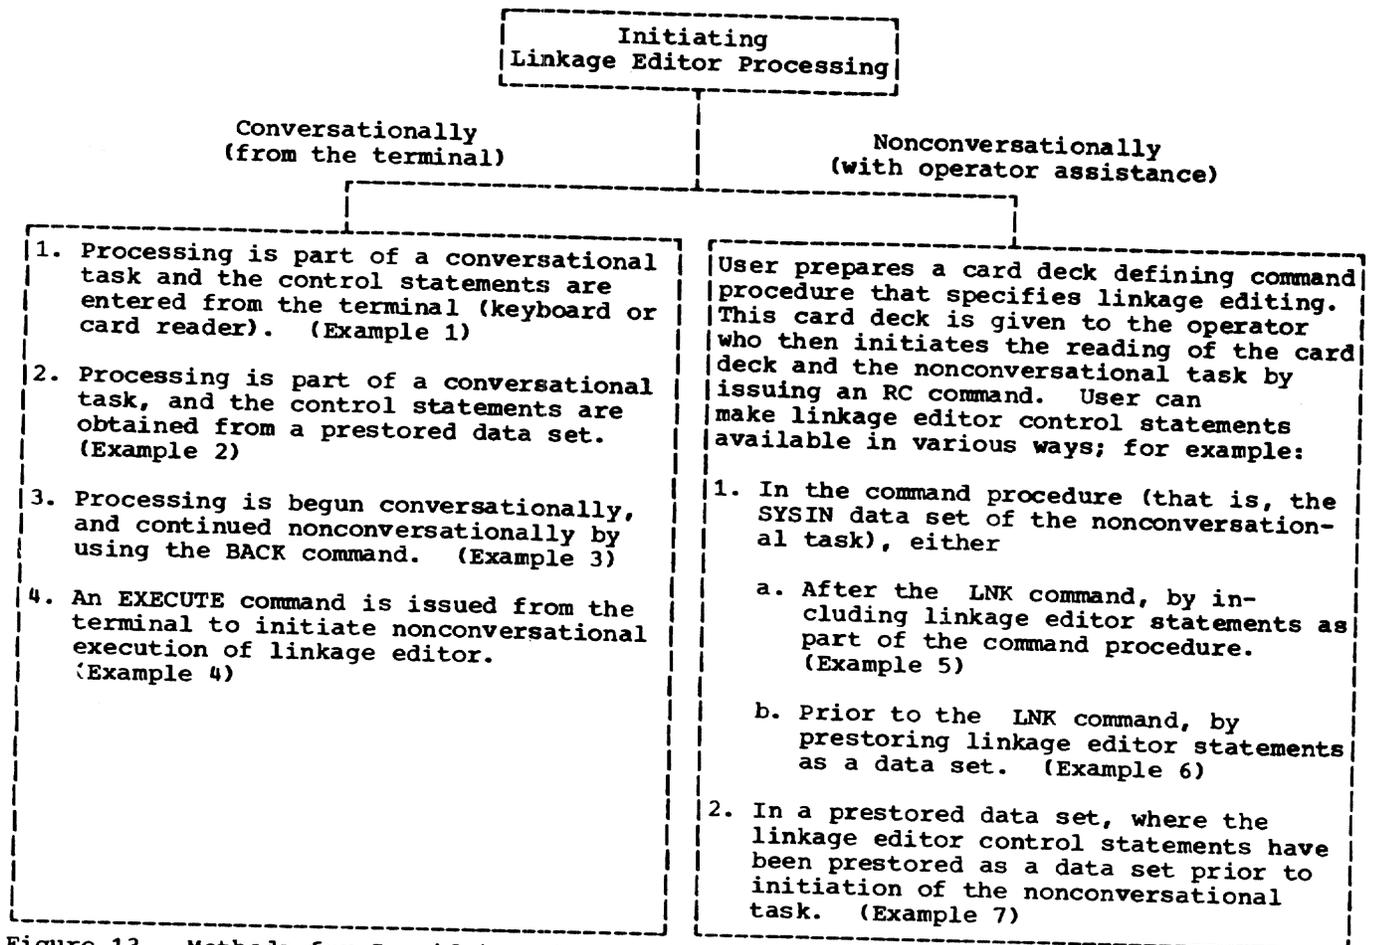 Initiating
Linkage Editor Processing
Conversationally
(from the terminal)
Nonconversationally
(with operator assistance)
1. Processing is part of a conversational
task and the control statements are
entered from the terminal (keyboard or
card reader). (Example 1)
2. Processing is part of a conversational
task, and the control statements are
obtained from a prestored data set.
(Example 2)
3. Processing is begun conversationally,
and continued nonconversationally by
using the BACK command. (Example 3)
4. An EXECUTE command is issued from the
terminal to initiate nonconversational
execution of linkage editor.
(Example 4)
User prepares a card deck defining command
procedure that specifies linkage editing.
This card deck is given to the operator
who then initiates the reading of the card
deck and the nonconversational task by
issuing an RC command. User can
make linkage editor control statements
available in various ways; for example:
1. In the command procedure (that is, the
SYSIN data set of the nonconversation-
al task), either
a. After the LNK command, by in-
cluding linkage editor statements as
part of the command procedure.
(Example 5)
b. Prior to the LNK command, by
prestoring linkage editor statements
as a data set. (Example 6)
2. In a prestored data set, where the
linkage editor control statements have
been prestored as a data set prior to
initiation of the nonconversational
task. (Example 7)
Figure 13. Methods for